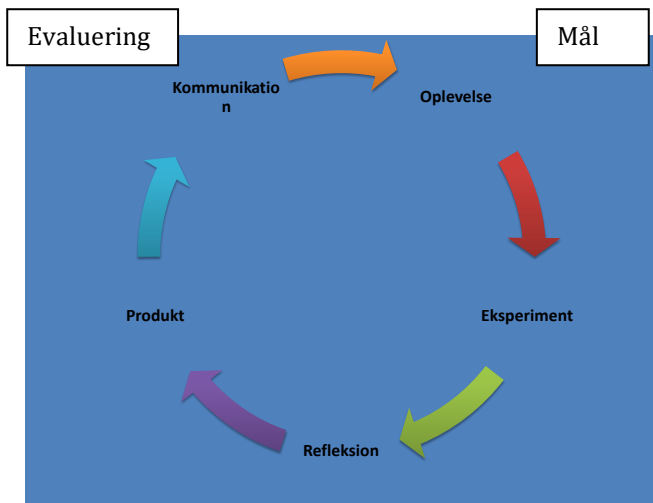 Evaluering
Mål
Kommunikatio
n
Oplevelse
Produkt
Eksperiment
Refleksion